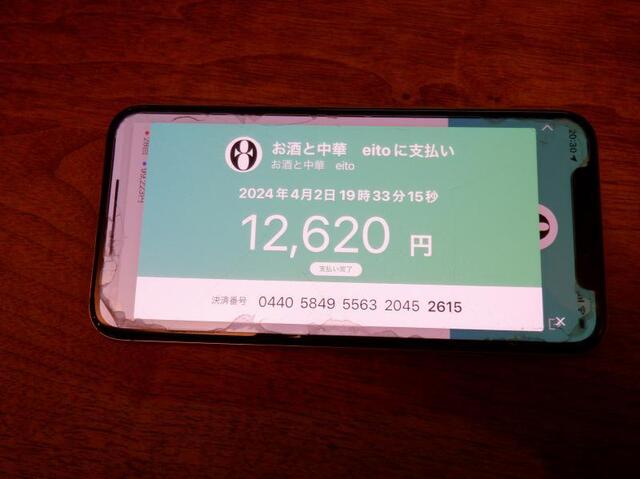 お酒と中華 eitoに支払い
お酒と中華 eito
2024年4月2日19時33分15秒
12,620 円
支払い完了
決済番号 0440 5849 5563 2045 2615
20:30